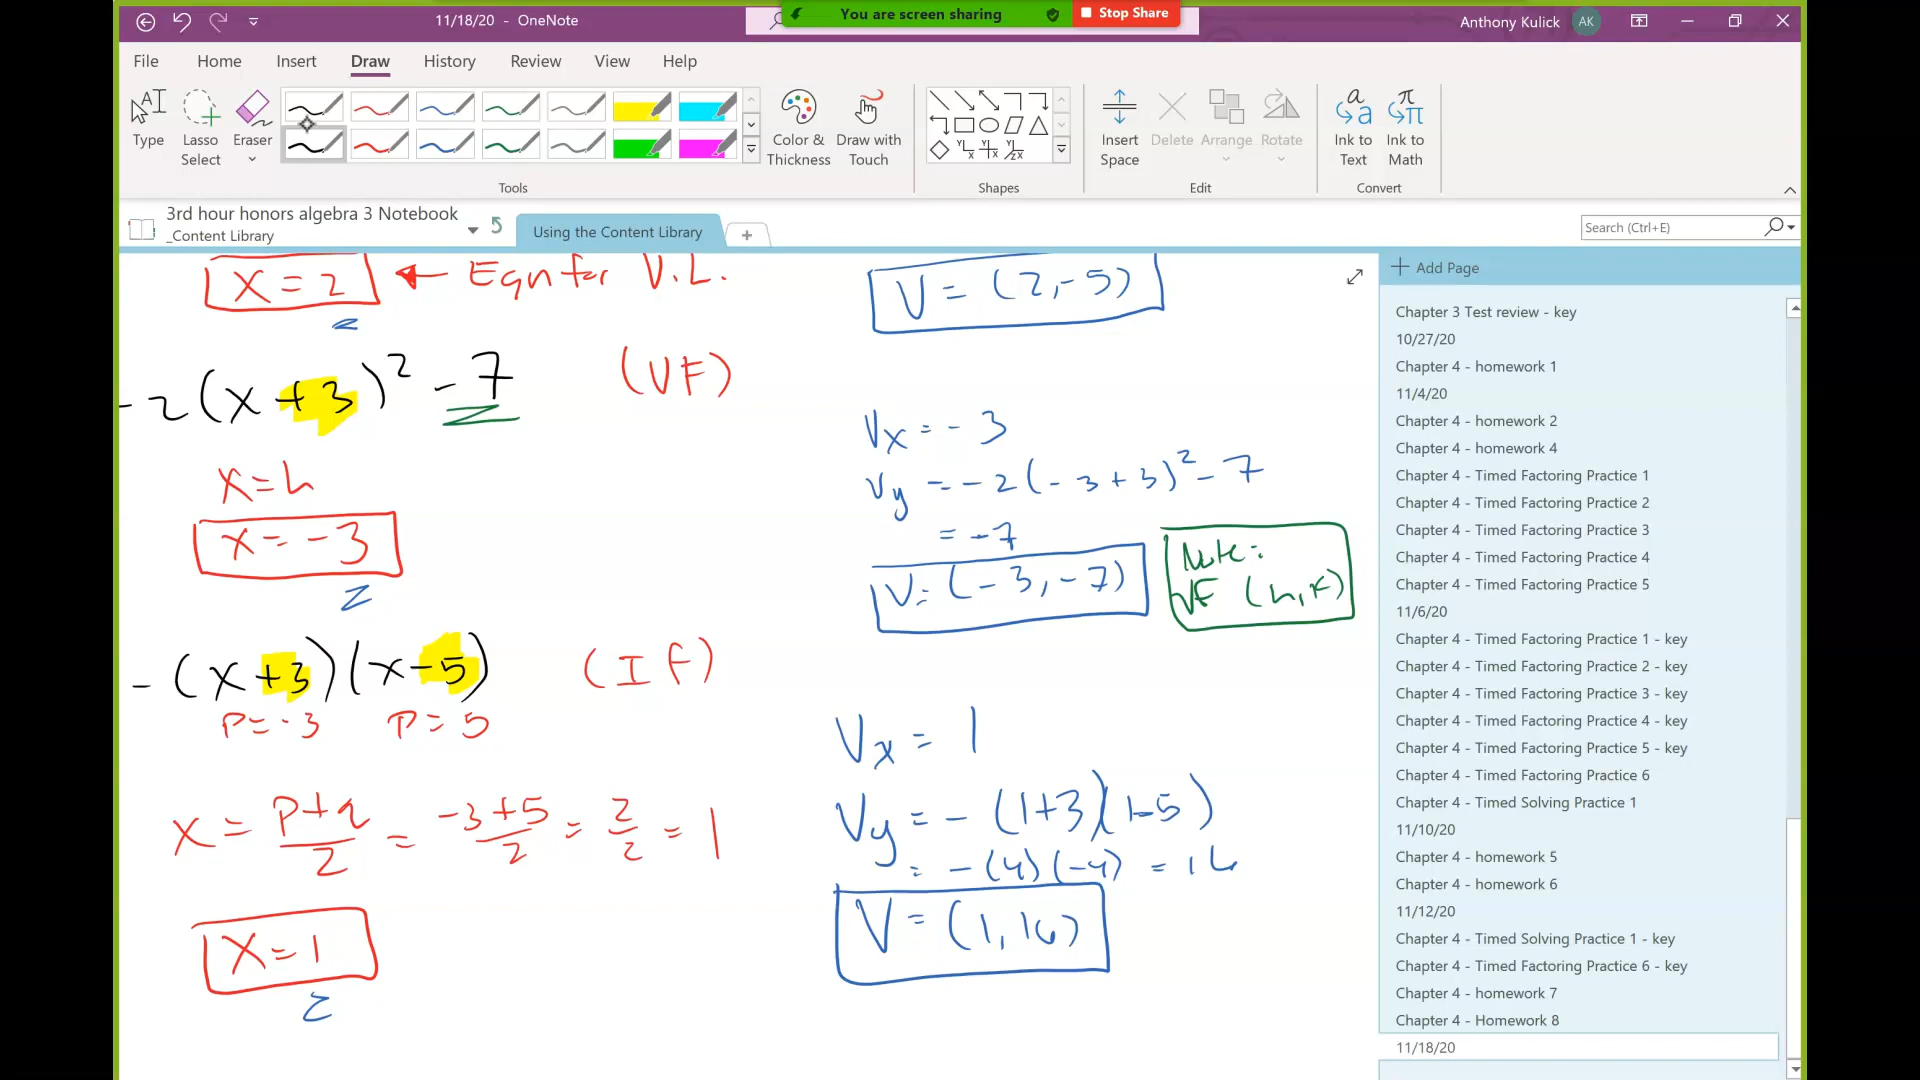 11/18/20 - OneNote
You are screen sharing
Stop Share
Anthony Kulick
AK
File Home Insert Draw History Review View Help
Type
Lasso Select
Eraser
Color & Thickness
Draw with Touch
Insert Space
Delete
Arrange
Rotate
Ink to Text
Ink to Math
Tools
Shapes
Edit
Convert
3rd hour honors algebra 3 Notebook
_Content Library
Using the Content Library
Search (Ctrl+E)
x = 2 ← Eqn for V.L.
-2(x+3)² - 7 (VF)
x = h
x = -3
-(x+3)(x-5) (IF)
P = -3 P = 5
x = P+q/2 = -3+5/2 = 2/2 = 1
x = 1
V = (2,-5)
Vx = -3
Vy = -2(-3+3)² - 7
= -7
V = (-3,-7)
Note:
VF (h,k)
Vx = 1
Vy = -(1+3)(1-5)
= -(4)(-4) = 16
V = (1,16)
Add Page
Chapter 3 Test review - key
10/27/20
Chapter 4 - homework 1
11/4/20
Chapter 4 - homework 2
Chapter 4 - homework 4
Chapter 4 - Timed Factoring Practice 1
Chapter 4 - Timed Factoring Practice 2
Chapter 4 - Timed Factoring Practice 3
Chapter 4 - Timed Factoring Practice 4
Chapter 4 - Timed Factoring Practice 5
11/6/20
Chapter 4 - Timed Factoring Practice 1 - key
Chapter 4 - Timed Factoring Practice 2 - key
Chapter 4 - Timed Factoring Practice 3 - key
Chapter 4 - Timed Factoring Practice 4 - key
Chapter 4 - Timed Factoring Practice 5 - key
Chapter 4 - Timed Factoring Practice 6
Chapter 4 - Timed Solving Practice 1
11/10/20
Chapter 4 - homework 5
Chapter 4 - homework 6
11/12/20
Chapter 4 - Timed Solving Practice 1 - key
Chapter 4 - Timed Factoring Practice 6 - key
Chapter 4 - homework 7
Chapter 4 - Homework 8
11/18/20